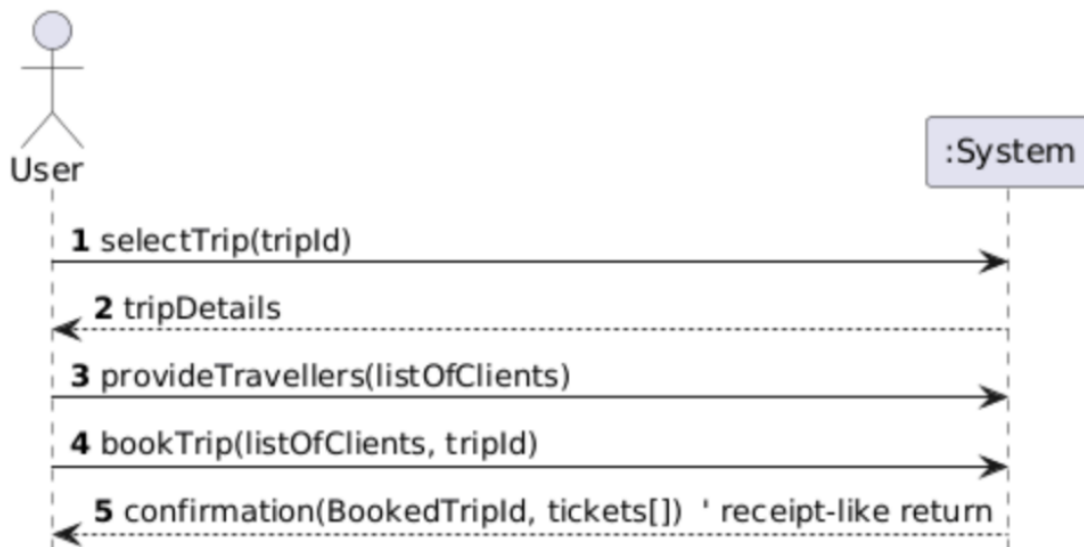 User
:System
1 selectTrip(tripId)
2 tripDetails
3 provideTravellers(listOfClients)
4 bookTrip(listOfClients, tripId)
5 confirmation(BookedTripId, tickets[])  ' receipt-like return